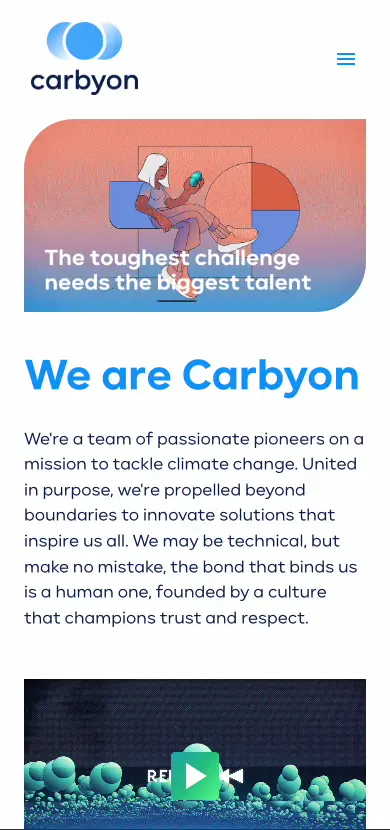 carbyon
The toughest challenge
needs the biggest talent
We are Carbyon
We're a team of passionate pioneers on a
mission to tackle climate change. United
in purpose, we're propelled beyond
boundaries to innovate solutions that
inspire us all. We may be technical, but
make no mistake, the bond that binds us
is a human one, founded by a culture
that champions trust and respect.